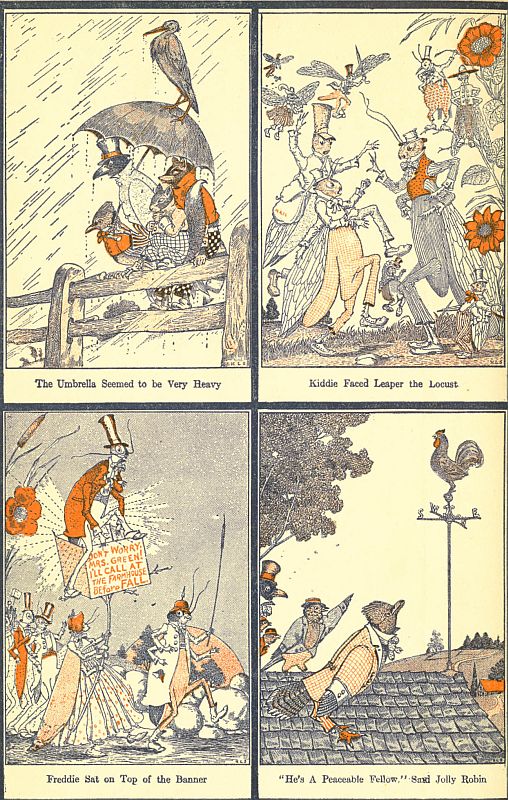 The Umbrella Seemed to be Very Heavy
Kiddie Faced Leaper the Locust
DON'T WORRY!
MRS. GREEN!
I'LL CALL AT
THE FARMHOUSE
BEFORE FALL.
Freddie Sat on Top of the Banner
"He's A Peaceable Fellow," Said Jolly Robin